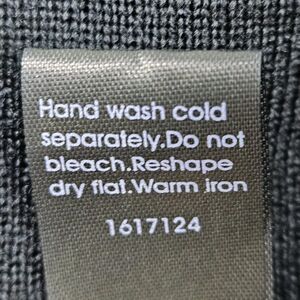 Hand wash cold
separately.Do not
bleach.Reshape
dry flat.Warm iron
1617124